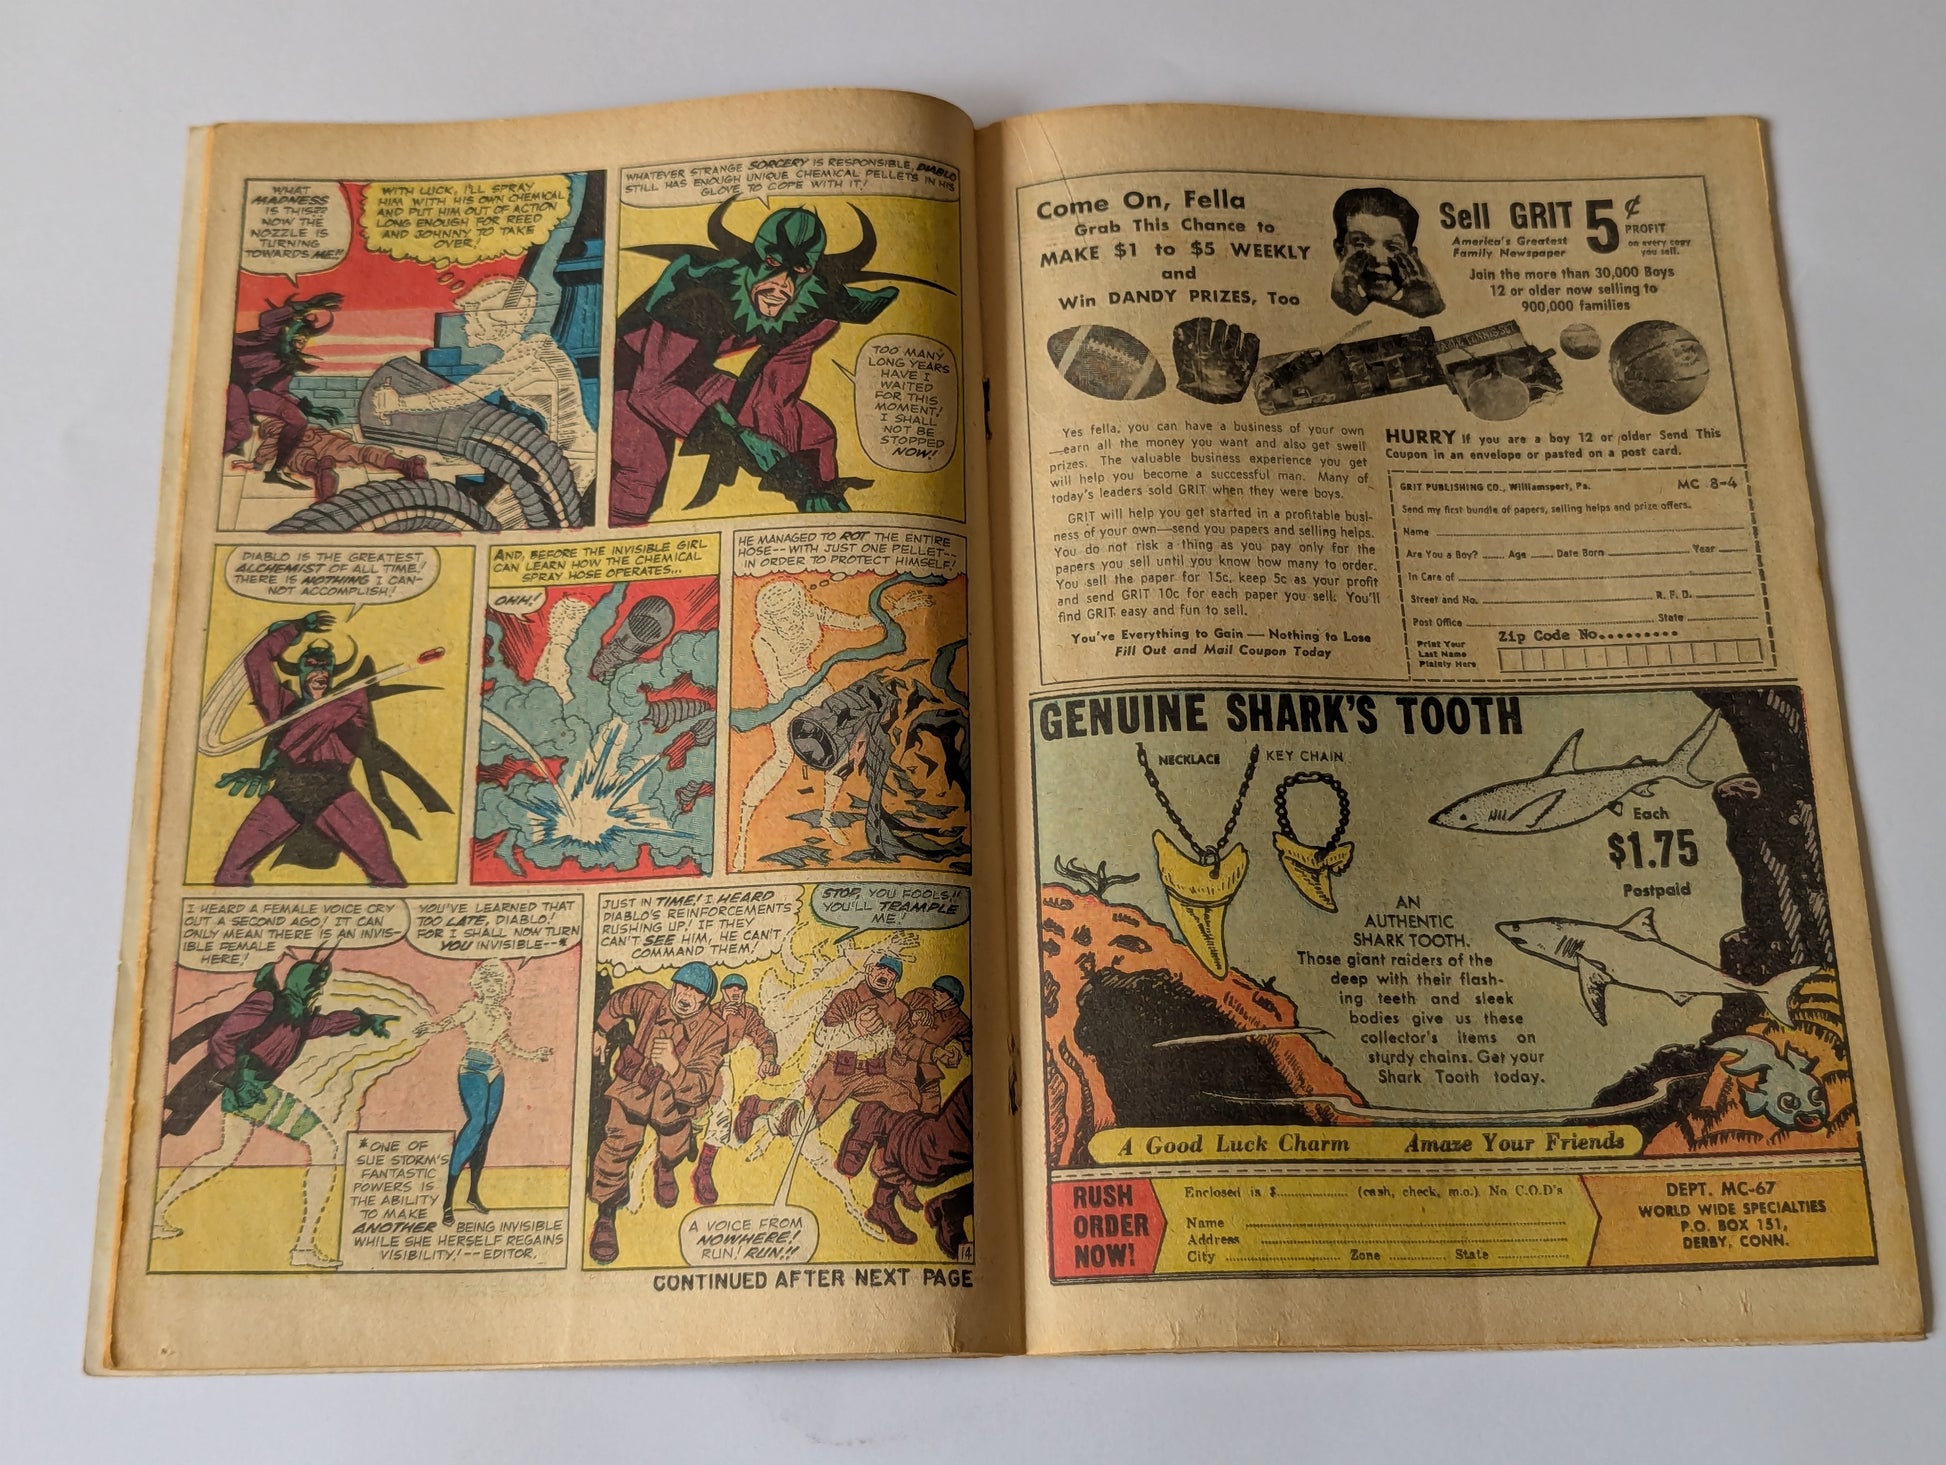 WHAT
MADNESS
IS THIS??
NOW THE
NOZZLE IS
TURNING
TOWARDS ME!!
WITH LUCK, I'LL SPRAY
HIM WITH HIS OWN CHEMICAL
AND PUT HIM OUT OF ACTION
LONG ENOUGH FOR REED
AND JOHNNY TO TAKE
OVER!
WHATEVER STRANGE SORCERY IS RESPONSIBLE, DIABLO
STILL HAS ENOUGH UNIQUE CHEMICAL PELLETS IN HIS
GLOVE TO COPE WITH IT!
TOO MANY
LONG YEARS
HAVE I
WAITED
FOR THIS
MOMENT!
I SHALL
NOT BE
STOPPED
NOW!
DIABLO IS THE GREATEST
ALCHEMIST OF ALL TIME!
THERE IS NOTHING I CAN-
NOT ACCOMPLISH!
AND, BEFORE THE INVISIBLE GIRL
CAN LEARN HOW THE CHEMICAL
SPRAY HOSE OPERATES...
OHH!
HE MANAGED TO ROT THE ENTIRE
HOSE--WITH JUST ONE PELLET--
IN ORDER TO PROTECT HIMSELF!
I HEARD A FEMALE VOICE CRY
OUT A SECOND AGO! IT CAN
ONLY MEAN THERE IS AN INVIS-
IBLE FEMALE
HERE!
YOU'VE LEARNED THAT
TOO LATE, DIABLO!
FOR I SHALL NOW TURN
YOU INVISIBLE--*
*ONE OF
SUE STORM'S
FANTASTIC
POWERS IS
THE ABILITY
TO MAKE
ANOTHER BEING INVISIBLE
WHILE SHE HERSELF REGAINS
VISIBILITY!--EDITOR.
JUST IN TIME! I HEARD
DIABLO'S REINFORCEMENTS
RUSHING UP! IF THEY
CAN'T SEE HIM, HE CAN'T
COMMAND THEM!
STOP, YOU FOOLS!!
YOU'LL TRAMPLE
ME!
A VOICE FROM
NOWHERE!
RUN! RUN!!
14
CONTINUED AFTER NEXT PAGE
Come On, Fella
Grab This Chance to
MAKE $1 to $5 WEEKLY
and
Win DANDY PRIZES, Too
Sell GRIT 5¢
PROFIT
on every copy
you sell.
America's Greatest
Family Newspaper
Join the more than 30,000 Boys
12 or older now selling to
900,000 families
Yes fella, you can have a business of your own
—earn all the money you want and also get swell
prizes. The valuable business experience you get
will help you become a successful man. Many of
today's leaders sold GRIT when they were boys.
GRIT will help you get started in a profitable busi-
ness of your own—send you papers and selling helps.
You do not risk a thing as you pay only for the
papers you sell until you know how many to order.
You sell the paper for 15c, keep 5c as your profit
and send GRIT 10c for each paper you sell. You'll
find GRIT easy and fun to sell.
You've Everything to Gain — Nothing to Lose
Fill Out and Mail Coupon Today
HURRY If you are a boy 12 or older Send This
Coupon in an envelope or pasted on a post card.
GRIT PUBLISHING CO., Williamsport, Pa. MC 8-4
Send my first bundle of papers, selling helps and prize offers.
Name
Are You a Boy? Age Date Born Year
In Care of
Street and No. R. F. D.
Post Office State
Zip Code No.
Print Your
Last Name
Plainly Here
GENUINE SHARK'S TOOTH
NECKLACE
KEY CHAIN
Each
$1.75
Postpaid
AN
AUTHENTIC
SHARK TOOTH.
Those giant raiders of the
deep with their flash-
ing teeth and sleek
bodies give us these
collector's items on
sturdy chains. Get your
Shark Tooth today.
A Good Luck Charm Amaze Your Friends
RUSH
ORDER
NOW!
Enclosed is $ (cash, check, m.o.). No C.O.D's
Name
Address
City Zone State
DEPT. MC-67
WORLD WIDE SPECIALTIES
P.O. BOX 151,
DERBY, CONN.